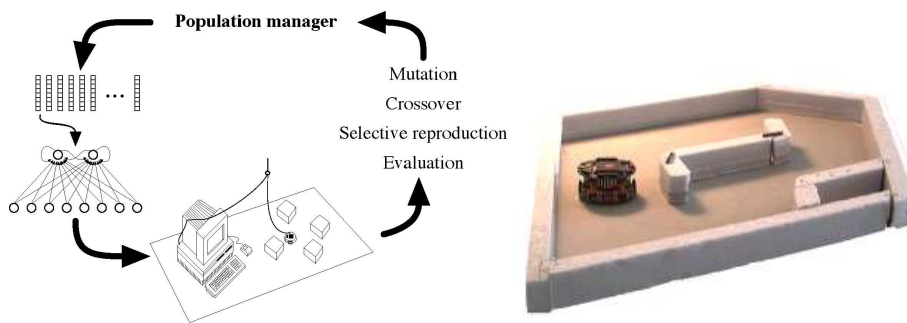 Population manager
Mutation
Crossover
Selective reproduction
Evaluation